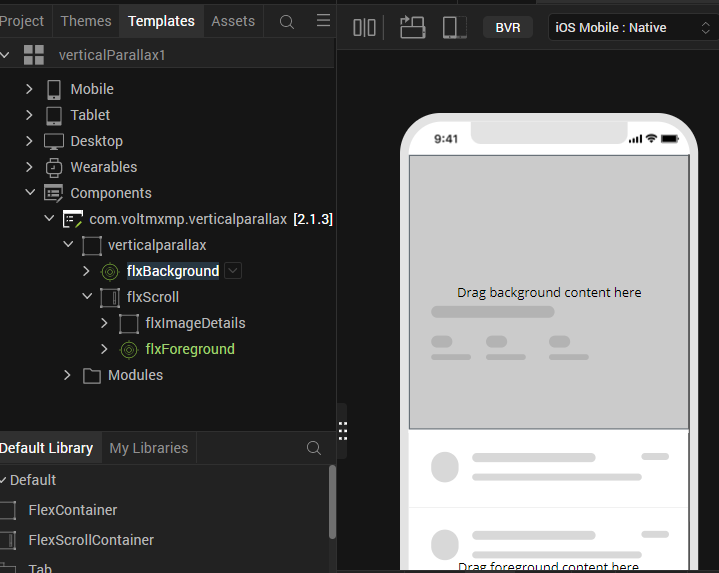 Project Themes Templates Assets
verticalParallax1
Mobile
Tablet
Desktop
Wearables
Components
com.voltmxmp.verticalparallax [2.1.3]
verticalparallax
flxBackground
flxScroll
flxImageDetails
flxForeground
Modules
Default Library My Libraries
Default
FlexContainer
FlexScrollContainer
Tab
BVR iOS Mobile : Native
9:41
Drag background content here
Drag foreground content here